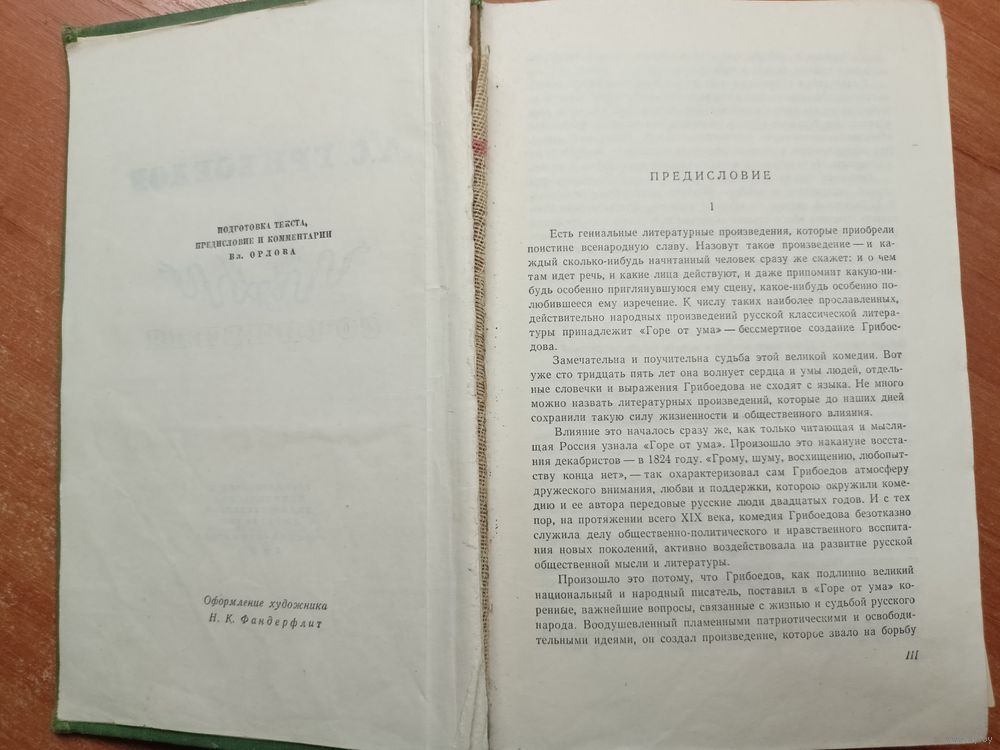 ПОДГОТОВКА ТЕКСТА,
ПРЕДИСЛОВИЕ И КОММЕНТАРИИ
Вл. ОРЛОВА
Оформление художника
Н. К. Фандерфлит
ПРЕДИСЛОВИЕ
1
Есть гениальные литературные произведения, которые приобрели
поистине всенародную славу. Назовут такое произведение — и ка-
ждый сколько-нибудь начитанный человек сразу же скажет: и о чем
там идет речь, и какие лица действуют, и даже припомнит какую-ни-
будь особенно приглянувшуюся ему сцену, какое-нибудь особенно по-
любившееся ему изречение. К числу таких наиболее прославленных,
действительно народных произведений русской классической литера-
туры принадлежит «Горе от ума» — бессмертное создание Грибое-
дова.
Замечательна и поучительна судьба этой великой комедии. Вот
уже сто тридцать пять лет она волнует сердца и умы людей, отдель-
ные словечки и выражения Грибоедова не сходят с языка. Не много
можно назвать литературных произведений, которые до наших дней
сохранили такую силу жизненности и общественного влияния.
Влияние это началось сразу же, как только читающая и мысля-
щая Россия узнала «Горе от ума». Произошло это накануне восста-
ния декабристов — в 1824 году. «Грому, шуму, восхищению, любопыт-
ству конца нет», — так охарактеризовал сам Грибоедов атмосферу
дружеского внимания, любви и поддержки, которою окружили коме-
дию и ее автора передовые русские люди двадцатых годов. И с тех
пор, на протяжении всего XIX века, комедия Грибоедова безотказно
служила делу общественно-политического и нравственного воспита-
ния новых поколений, активно воздействовала на развитие русской
общественной мысли и литературы.
Произошло это потому, что Грибоедов, как подлинно великий
национальный и народный писатель, поставил в «Горе от ума» ко-
ренные, важнейшие вопросы, связанные с жизнью и судьбой русского
народа. Воодушевленный пламенными патриотическими и освободи-
тельными идеями, он создал произведение, которое звало на борьбу
III